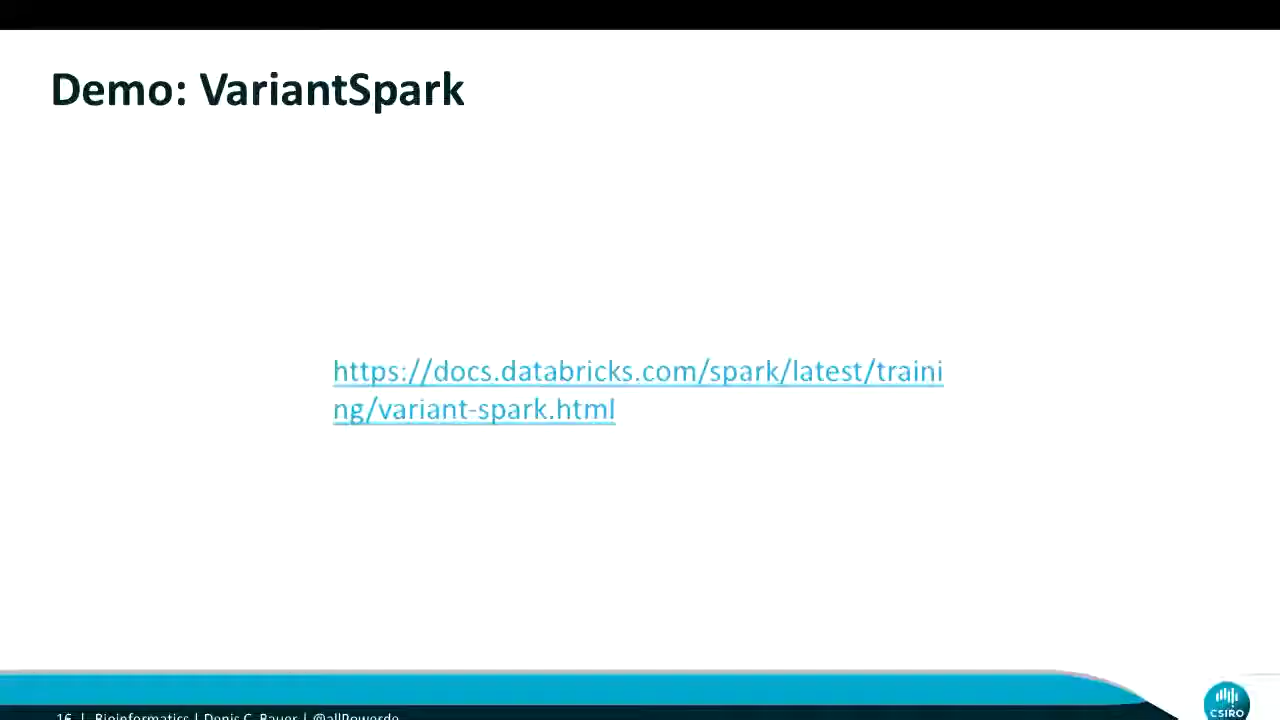 Demo: VariantSpark
https://docs.databricks.com/spark/latest/traini
ng/variant-spark.html
16 | Bioinformatics | Denis C. Bauer | @allPowerde
CSIRO